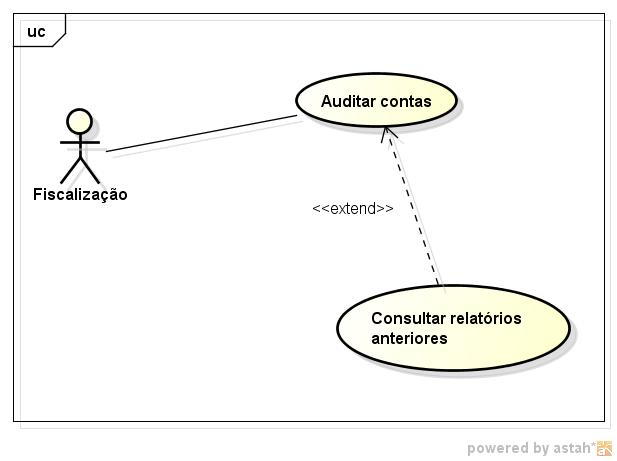 uc
Auditar contas
Fiscalização
<<extend>>
Consultar relatórios
anteriores
powered by astah*